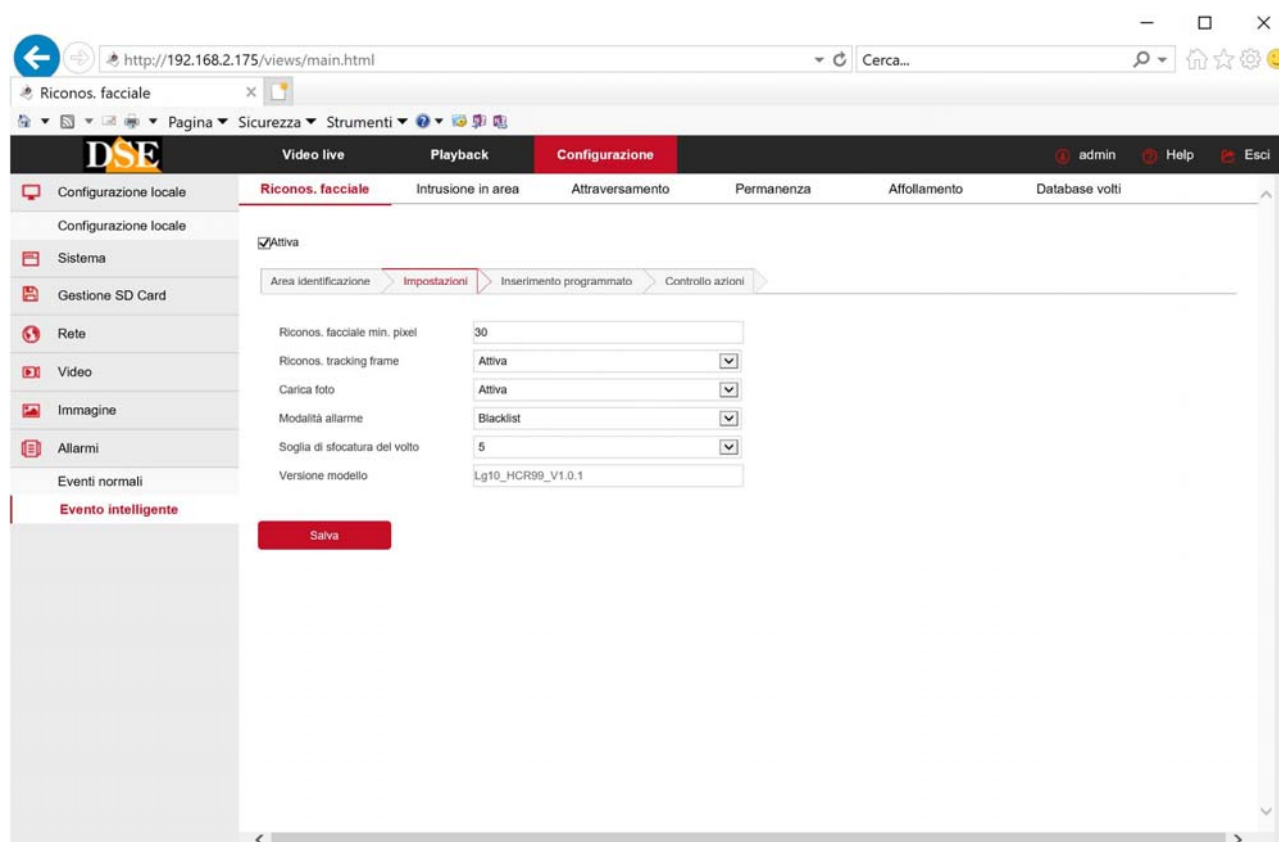 http://192.168.2.175/views/main.html
Cerca...
Riconos. facciale
Pagina Sicurezza Strumenti
DSE Video live Playback Configurazione admin Help Esci
Configurazione locale
Configurazione locale
Sistema
Gestione SD Card
Rete
Video
Immagine
Allarmi
Eventi normali
Evento intelligente
Riconos. facciale Intrusione in area Attraversamento Permanenza Affollamento Database volti
Attiva
Area identificazione Impostazioni Inserimento programmato Controllo azioni
Riconos. facciale min. pixel 30
Riconos. tracking frame Attiva
Carica foto Attiva
Modalità allarme Blacklist
Soglia di sfocatura del volto 5
Versione modello Lg10_HCR99_V1.0.1
Salva